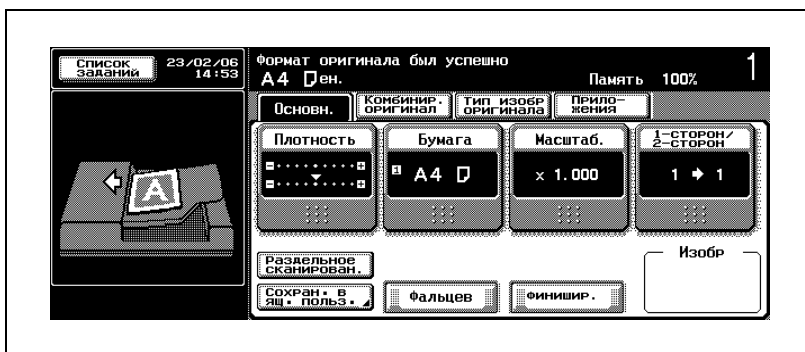 Список
заданий
23/02/06
14:53
Формат оригинала был успешно
A4 ен.
Память 100%
1
Основн.
Комбинир.
оригинал
Тип изобр
оригинала
Прило-
жения
Плотность
Бумага
Масштаб.
1-сторон/
2-сторон
1 A4
x 1.000
1 → 1
A
Раздельное
сканирован.
Сохран. в
ящ. польз.
Фальцев
Финишир.
Изобр